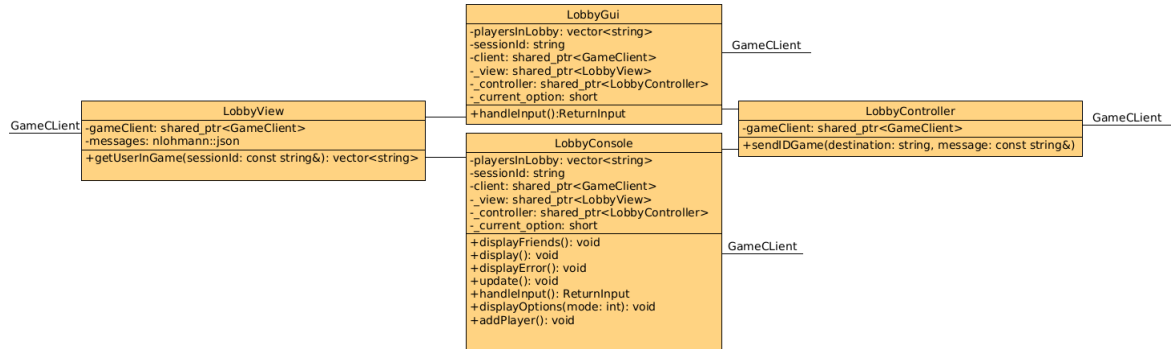 LobbyGui
-playersInLobby: vector<string>
-sessionId: string
-client: shared_ptr<GameClient>
-_view: shared_ptr<LobbyView>
-_controller: shared_ptr<LobbyController>
-_current_option: short
+handleInput():ReturnInput
GameCLient
LobbyView
-gameClient: shared_ptr<GameClient>
-messages: nlohmann::json
+getUserInGame(sessionId: const string&): vector<string>
GameCLient
LobbyController
-gameClient: shared_ptr<GameClient>
+sendIDGame(destination: string, message: const string&)
GameCLient
LobbyConsole
-playersInLobby: vector<string>
-sessionId: string
-client: shared_ptr<GameClient>
-_view: shared_ptr<LobbyView>
-_controller: shared_ptr<LobbyController>
-_current_option: short
+displayFriends(): void
+display(): void
+displayError(): void
+update(): void
+handleInput(): ReturnInput
+displayOptions(mode: int): void
+addPlayer(): void
GameCLient